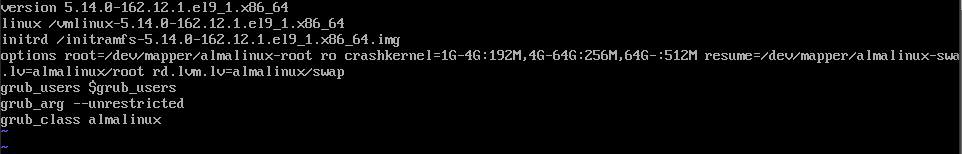 version 5.14.0-162.12.1.el9_1.x86_64
linux /vmlinuz-5.14.0-162.12.1.el9_1.x86_64
initrd /initramfs-5.14.0-162.12.1.el9_1.x86_64.img
options root=/dev/mapper/almalinux-root ro crashkernel=1G-4G:192M,4G-64G:256M,64G-:512M resume=/dev/mapper/almalinux-swa
.lv=almalinux/root rd.lvm.lv=almalinux/swap
grub_users $grub_users
grub_arg --unrestricted
grub_class almalinux
~
~